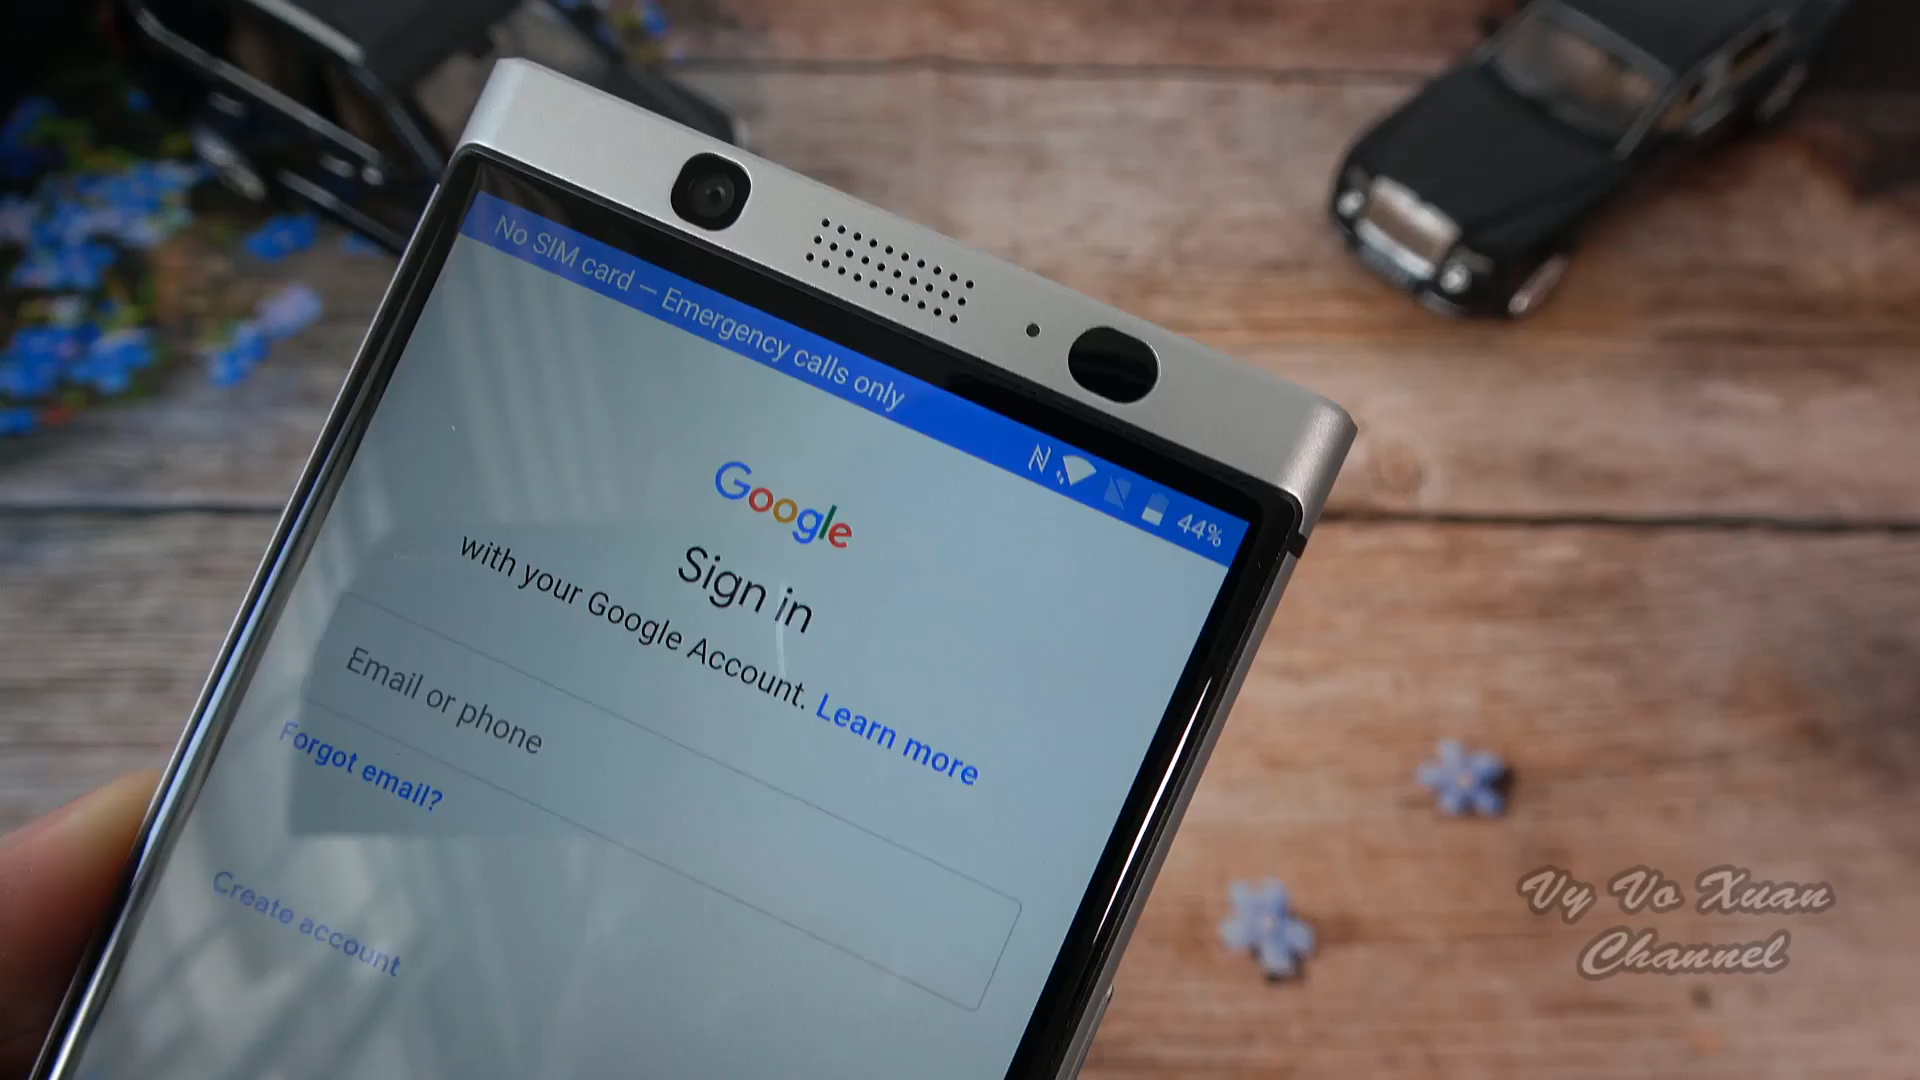 No SIM card – Emergency calls only
44%
Google
Sign in
with your Google Account. Learn more
Email or phone
Forgot email?
Create account
Vy Vo Xuan
Channel